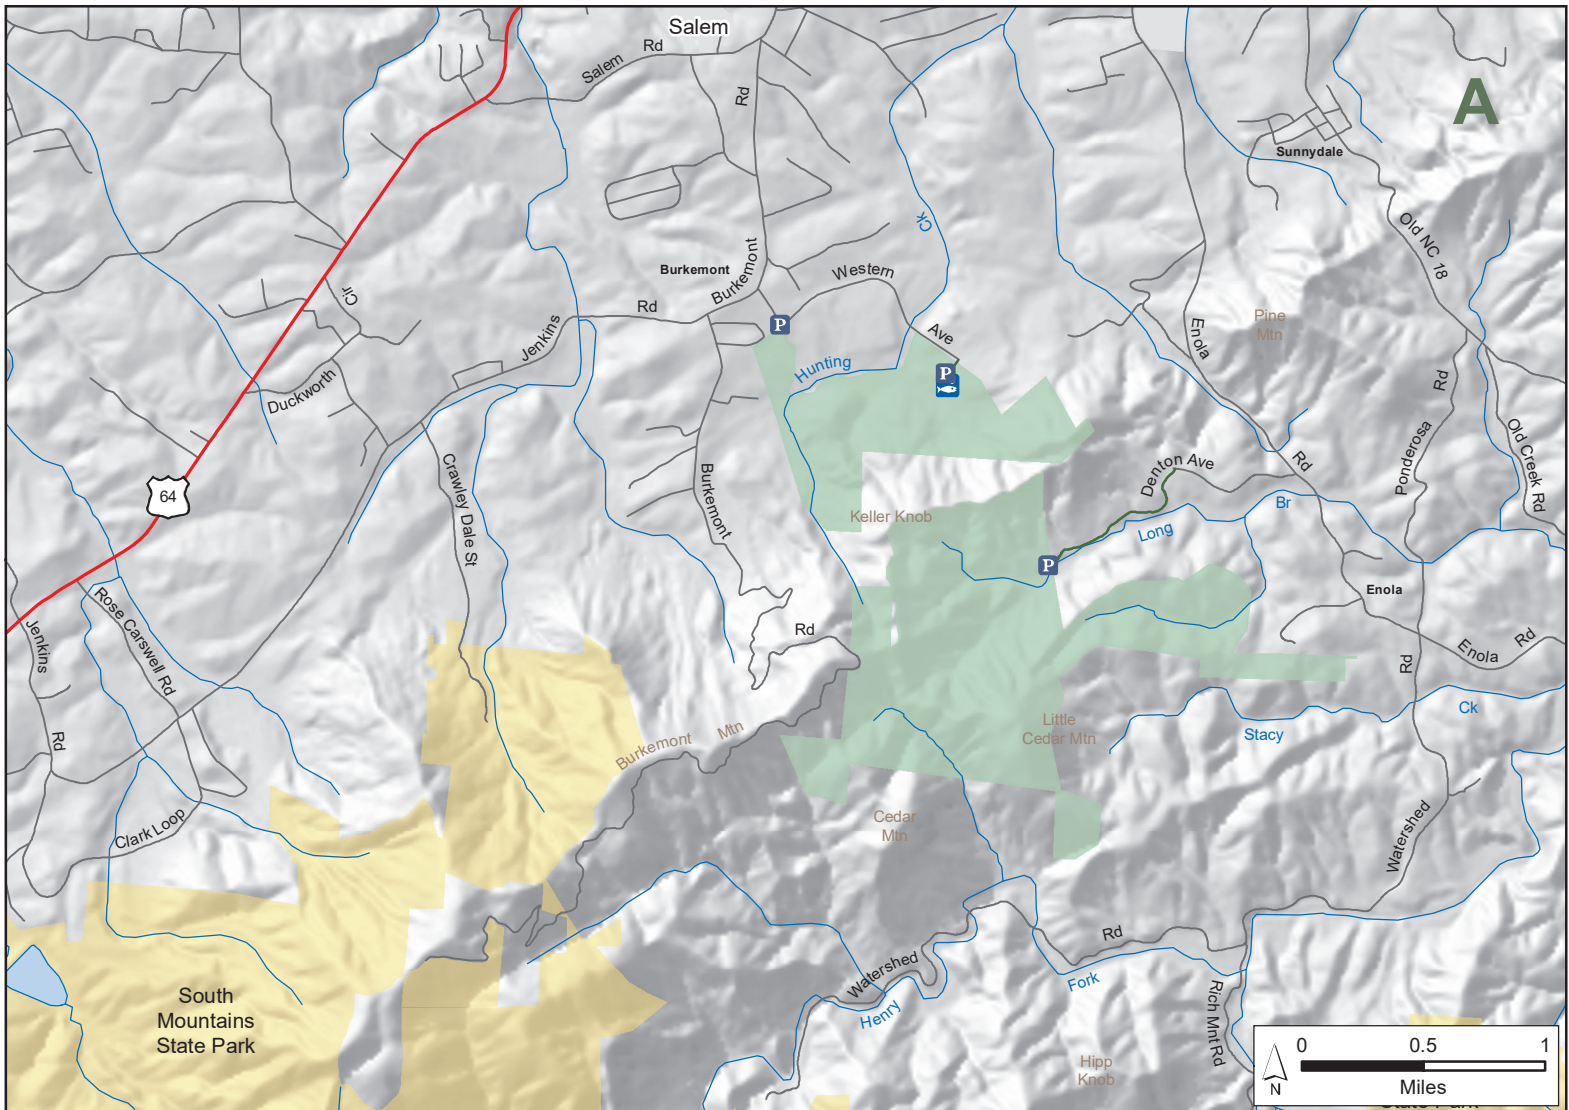 Salem
Rd
Salem
Rd
A
Sunnydale
Ck
Old NC 18
Burkemont
Burkemont
Western
Cir
Rd
Jenkins
P
Ave
Enola
Pine
Mtn
Hunting
P
Duckworth
Rd
Crawley Dale St
Burkemont
Denton Ave
Rd
Ponderosa
Old Creek Rd
64
Keller Knob
Long
Br
P
Enola
Rose Carswell Rd
Jenkins
Rd
Rd
Enola
Rd
Rd
Burkemont
Mtn
Little
Cedar Mtn
Stacy
Ck
Rd
Clark Loop
Cedar
Mtn
Watershed
Rd
Watershed
Fork
Henry
Rich Mnt Rd
South
Mountains
State Park
Hipp
Knob
N
0 0.5 1
Miles